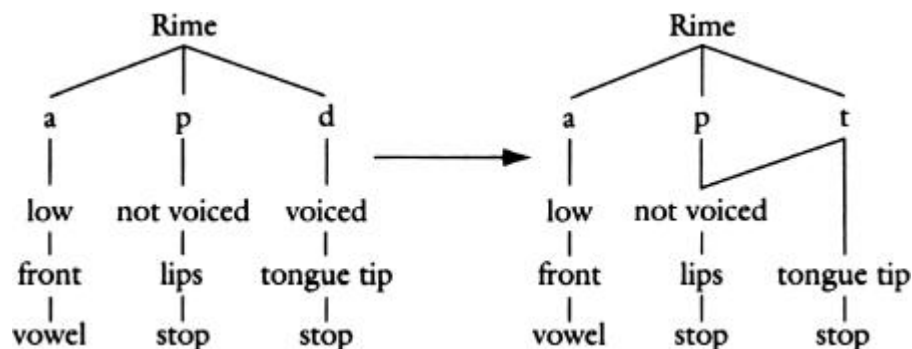 Rime Rime
a p d a p t
low not voiced voiced low not voiced
front lips tongue tip front lips tongue tip
vowel stop stop vowel stop stop